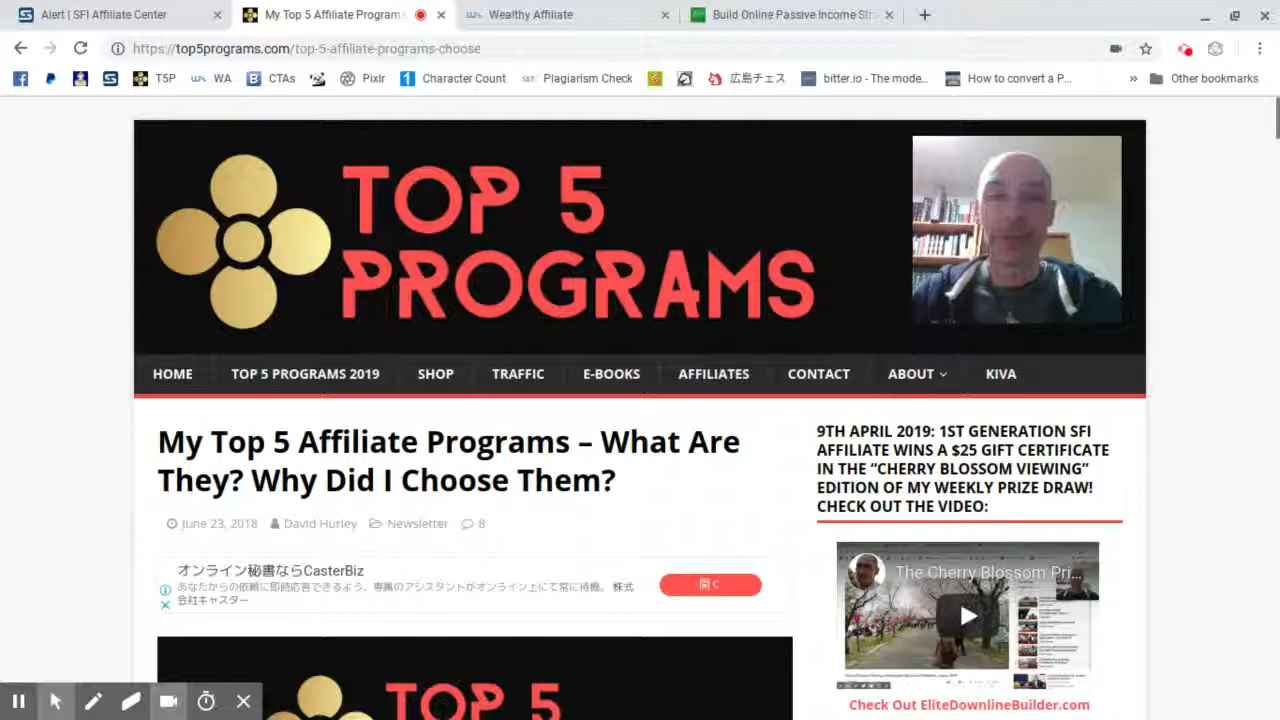 Alert | SFI Affiliate Center
My Top 5 Affiliate Programs
Wealthy Affiliate
Build Online Passive Income Str
https://top5programs.com/top-5-affiliate-programs-choose
T5P
WA
CTAs
Pixlr
Character Count
Plagiarism Check
広島チェス
bitter.io - The mode...
How to convert a P...
Other bookmarks
TOP 5
PROGRAMS
HOME
TOP 5 PROGRAMS 2019
SHOP
TRAFFIC
E-BOOKS
AFFILIATES
CONTACT
ABOUT
KIVA
My Top 5 Affiliate Programs – What Are
They? Why Did I Choose Them?
June 23, 2018
David Hurley
Newsletter
8
オンライン秘書ならCasterBiz
あなたからの依頼に即時応答できるよう、専属のアシスタントがオンライン上にて常に待機。 株式
会社キャスター
開く
TOP 5
9TH APRIL 2019: 1ST GENERATION SFI
AFFILIATE WINS A $25 GIFT CERTIFICATE
IN THE “CHERRY BLOSSOM VIEWING”
EDITION OF MY WEEKLY PRIZE DRAW!
CHECK OUT THE VIDEO:
The Cherry Blossom Pri...
Check Out EliteDownlineBuilder.com